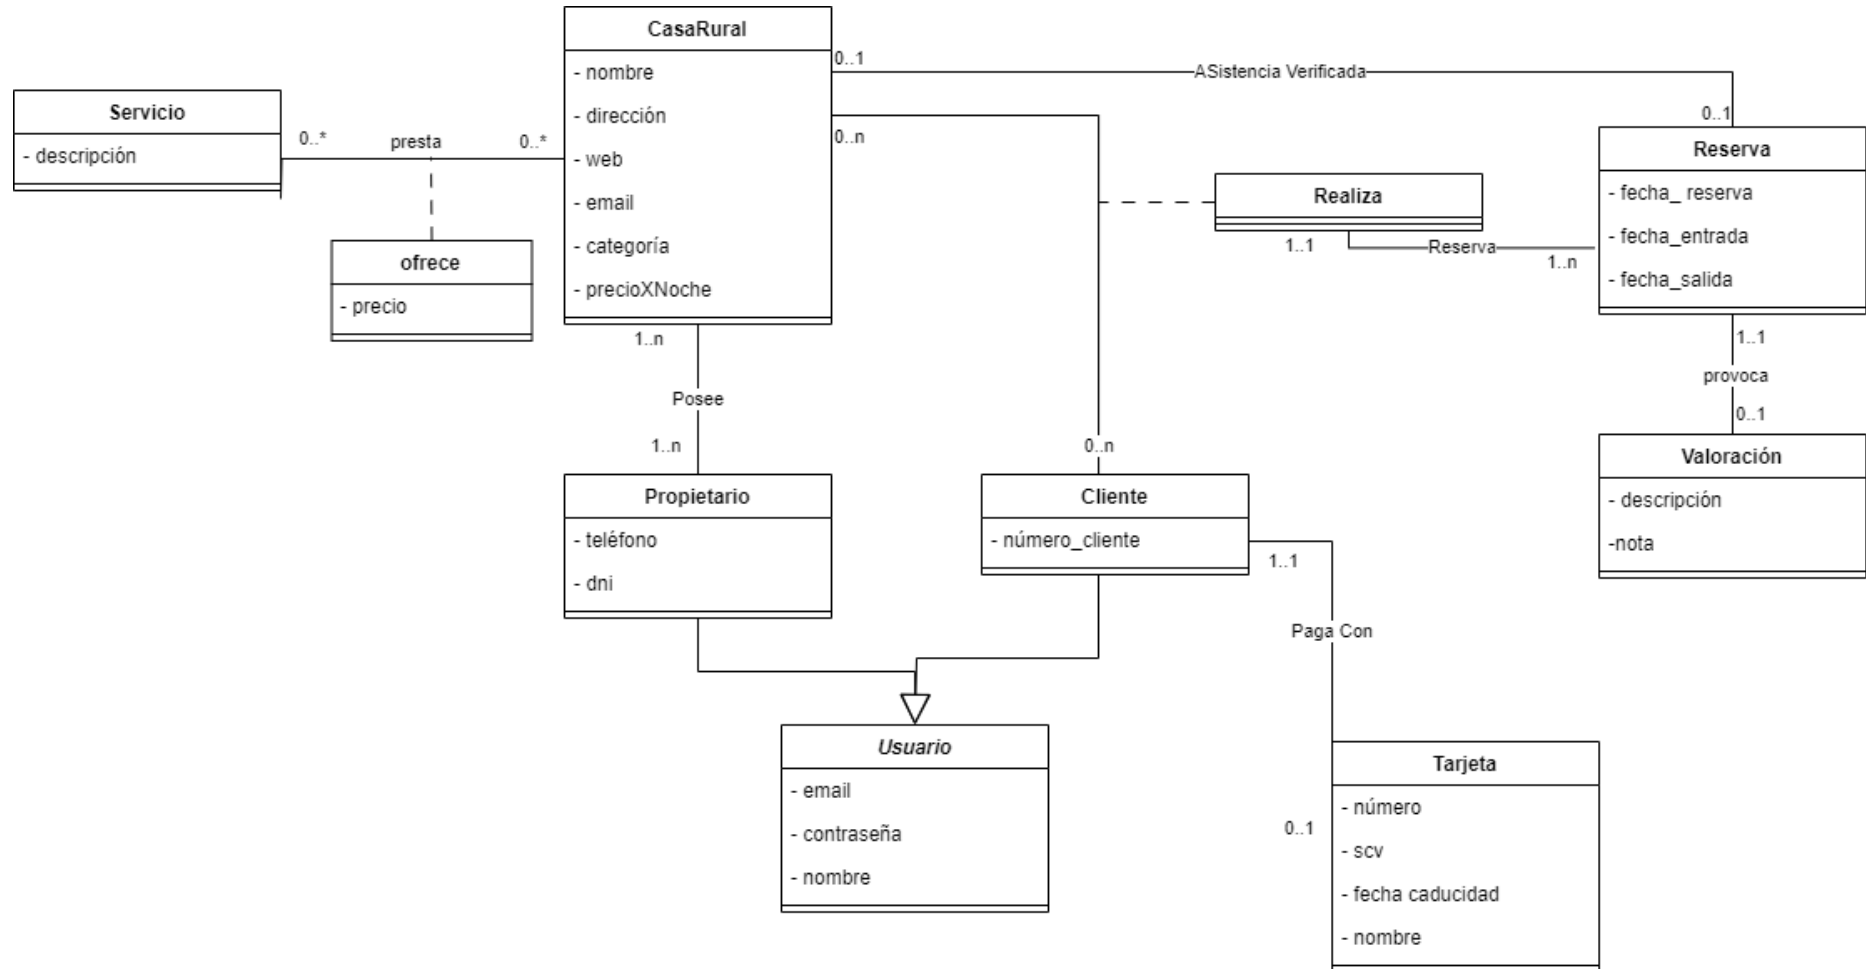 CasaRural
- nombre
- dirección
- web
- email
- categoría
- precioXNoche
0..1
ASistencia Verificada
0..1
0..n
Servicio
- descripción
0..*
presta
0..*
ofrece
- precio
Realiza
1..1
Reserva
1..n
Reserva
- fecha_ reserva
- fecha_entrada
- fecha_salida
1..1
provoca
0..1
Valoración
- descripción
-nota
1..n
Posee
1..n
Propietario
- teléfono
- dni
0..n
Cliente
- número_cliente
1..1
Paga Con
0..1
Usuario
- email
- contraseña
- nombre
Tarjeta
- número
- scv
- fecha caducidad
- nombre